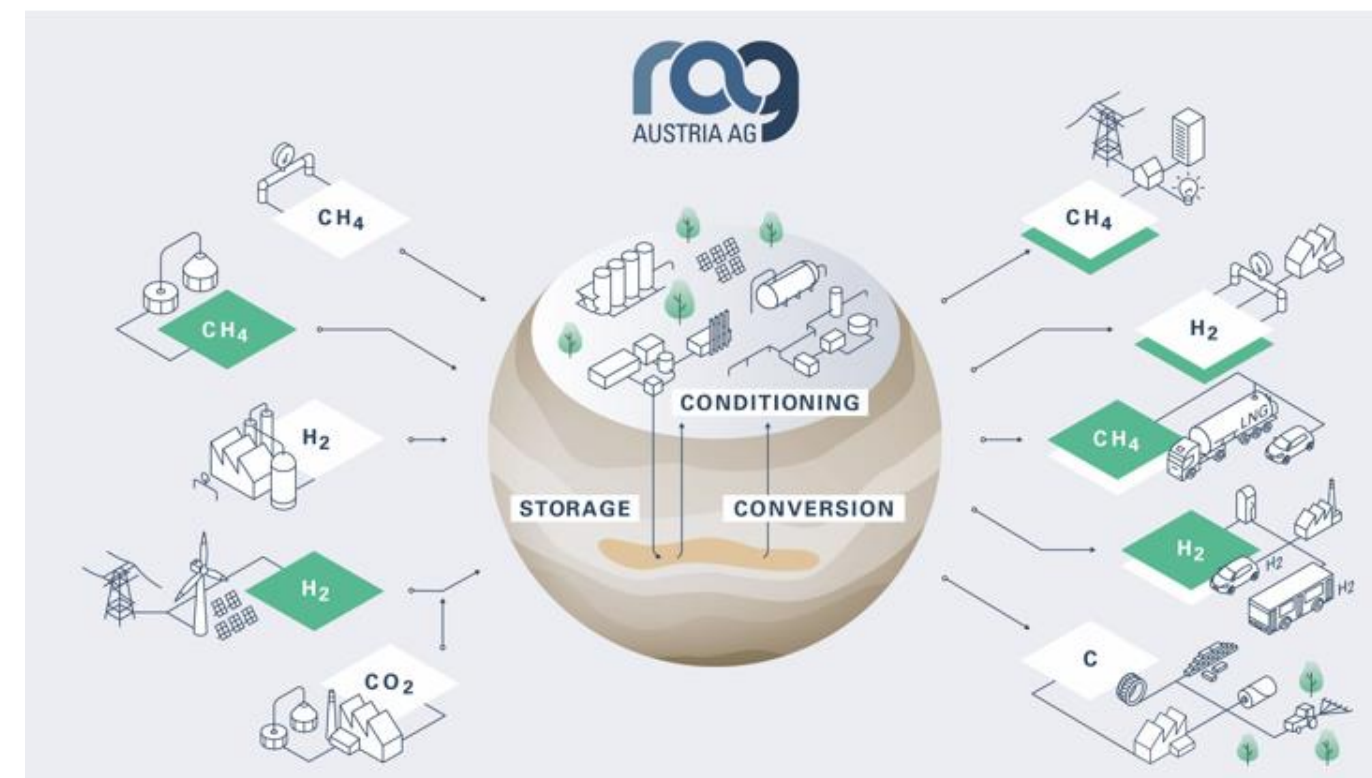 rag
AUSTRIA AG
CH4
CH4
H2
H2
CO2
CONDITIONING
STORAGE
CONVERSION
CH4
H2
CH4
LNG
H2
H2
H2
C